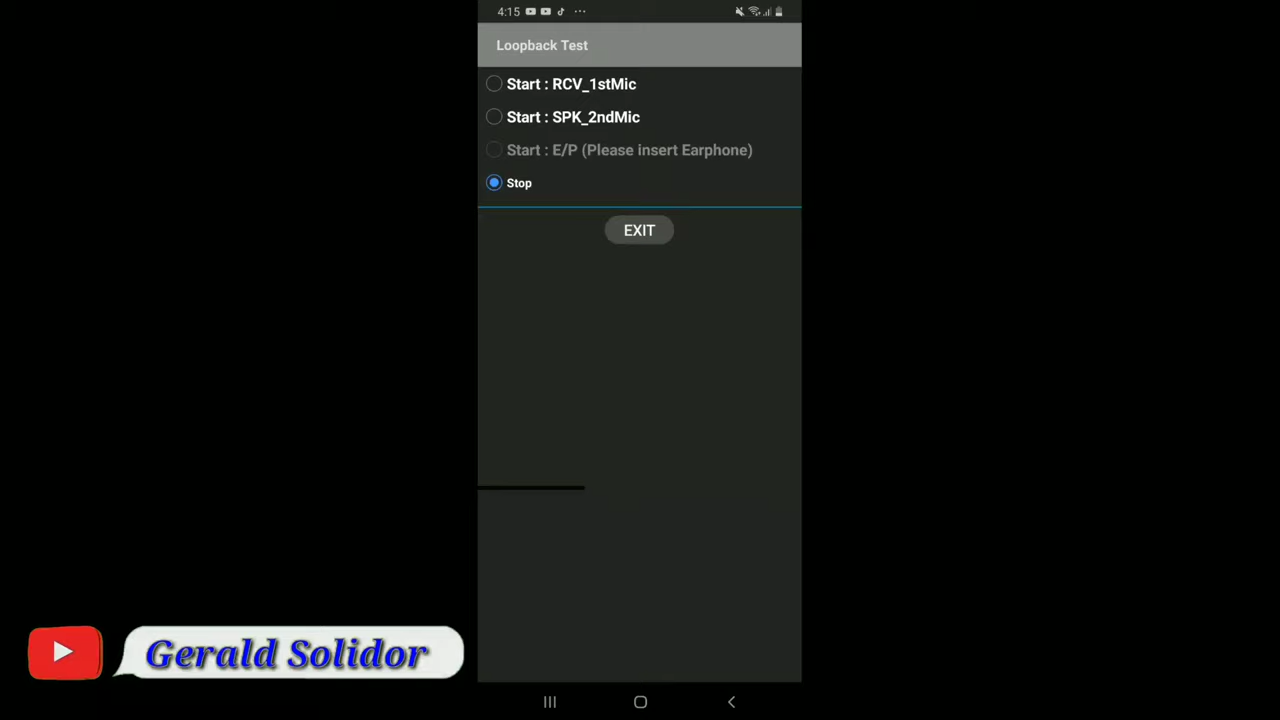 4:15
Loopback Test
Start : RCV_1stMic
Start : SPK_2ndMic
Start : E/P (Please insert Earphone)
Stop
EXIT
Gerald Solidor